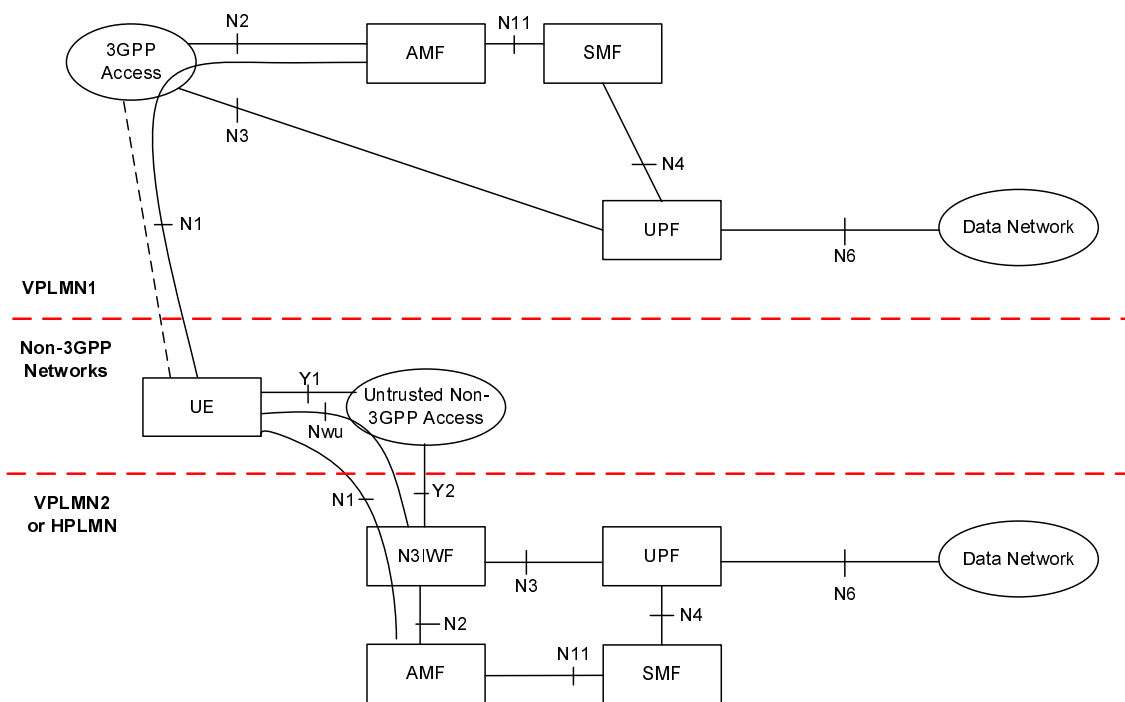 N2
N11
3GPP
Access
AMF
SMF
N3
N4
N1
UPF
Data Network
N6
VPLMN1
Non-3GPP
Networks
Y1
Untrusted Non-
3GPP Access
UE
Nwu
VPLMN2
or HPLMN
N1
Y2
N3IWF
UPF
Data Network
N3
N6
N2
N4
N11
AMF
SMF